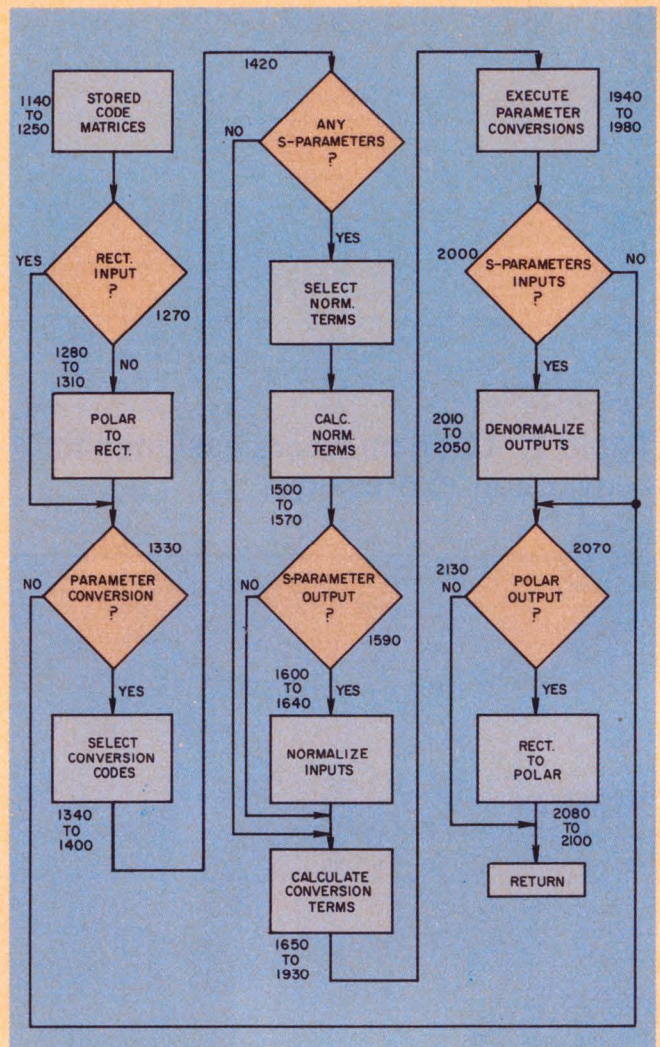 1140
TO
1250
STORED
CODE
MATRICES
YES
RECT.
INPUT
?
1270
1280
TO
1310
NO
POLAR
TO
RECT.
1330
NO
PARAMETER
CONVERSION
?
YES
SELECT
CONVERSION
CODES
1340
TO
1400
1420
NO
ANY
S-PARAMETERS
?
YES
SELECT
NORM.
TERMS
CALC.
NORM.
TERMS
1500
TO
1570
NO
S-PARAMETER
OUTPUT
?
1590
1600
TO
1640
YES
NORMALIZE
INPUTS
CALCULATE
CONVERSION
TERMS
1650
TO
1930
EXECUTE
PARAMETER
CONVERSIONS
1940
TO
1980
2000
S-PARAMETERS
INPUTS
?
NO
YES
2010
TO
2050
DENORMALIZE
OUTPUTS
2070
2130
NO
POLAR
OUTPUT
?
YES
RECT.
TO
POLAR
2080
TO
2100
RETURN